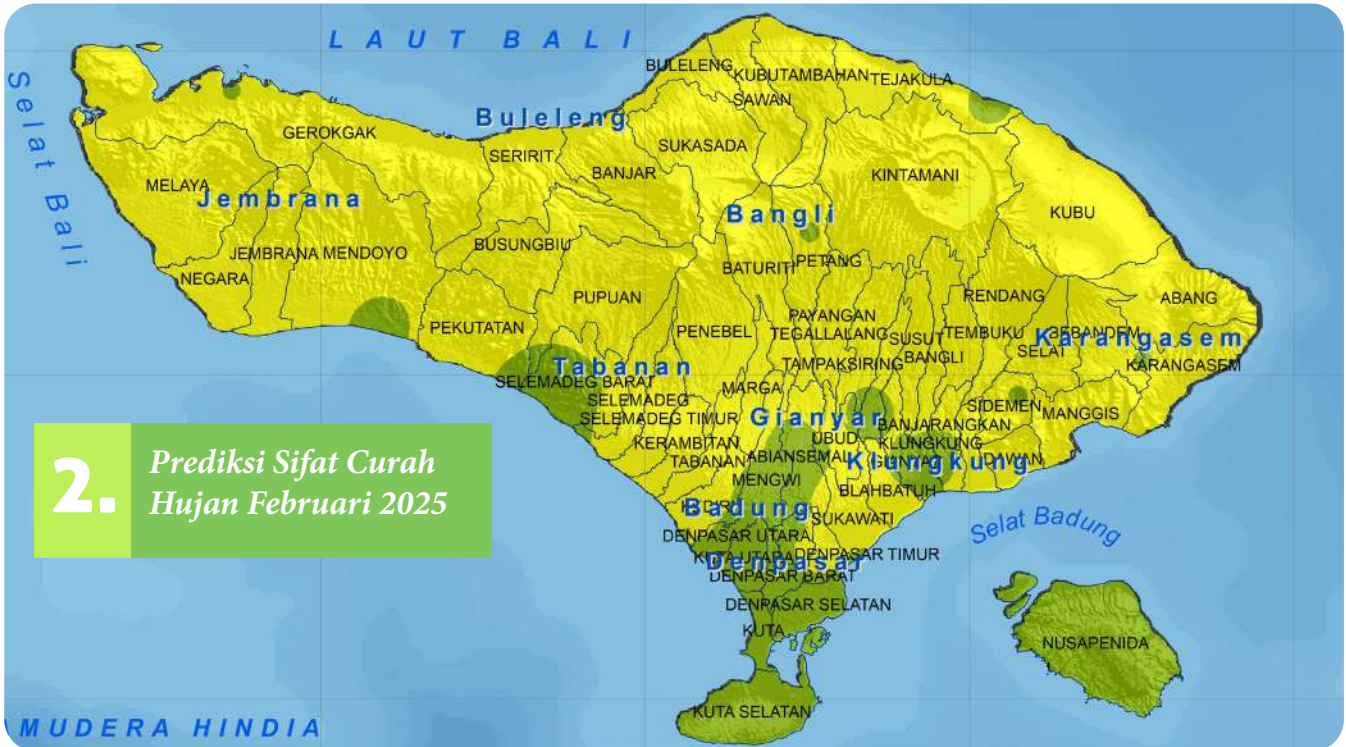 LAUT BALI
Selat Bali
BULELENG
KUBUTAMBAHAN
TEJAKULA
SAWAN
Buleleng
GEROKGAK
SERIRIT
SUKASADA
BANJAR
KINTAMANI
MELAYA
Jembrana
Bangli
KUBU
JEMBRANA
MENDOYO
BUSUNGBIU
BATURITI
PETANG
NEGARA
PUPUAN
RENDANG
ABANG
PEKUTATAN
PENEBEL
PAYANGAN
TEGALLALANG
SUSUT
TEMBUKU
BEBANDEM
Karangasem
SELAT
BANGLI
TAMPAKSIRING
KARANGASEM
Tabanan
SELEMADEG BARAT
MARGA
SELEMADEG
SIDEMEN
MANGGIS
SELEMADEG TIMUR
Gianyar
BANJARANGKAN
KERAMBITAN
UBUD
KLUNGKUNG
TABANAN
ABIANSEMAL
Klungkung
DAWAN
MENGWI
BLAHBATUH
2.
Prediksi Sifat Curah
Hujan Februari 2025
Badung
SUKAWATI
Selat Badung
DENPASAR UTARA
KUTA UTARA
DENPASAR TIMUR
Denpasar
DENPASAR BARAT
DENPASAR SELATAN
KUTA
NUSAPENIDA
KUTA SELATAN
MUDERA HINDIA